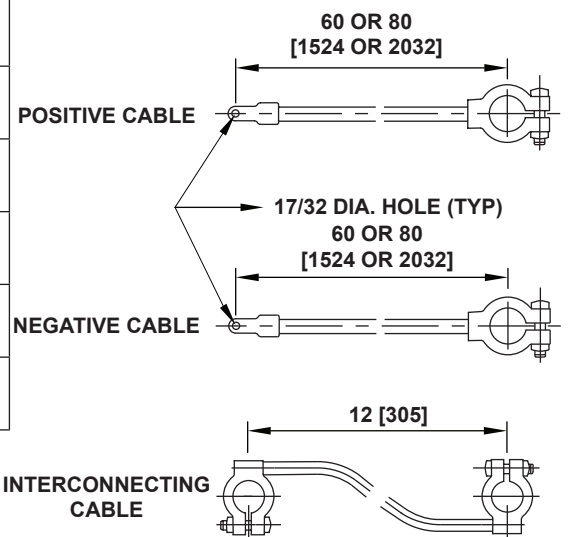 60 OR 80
[1524 OR 2032]
POSITIVE CABLE
17/32 DIA. HOLE (TYP)
60 OR 80
[1524 OR 2032]
NEGATIVE CABLE
12 [305]
INTERCONNECTING
CABLE